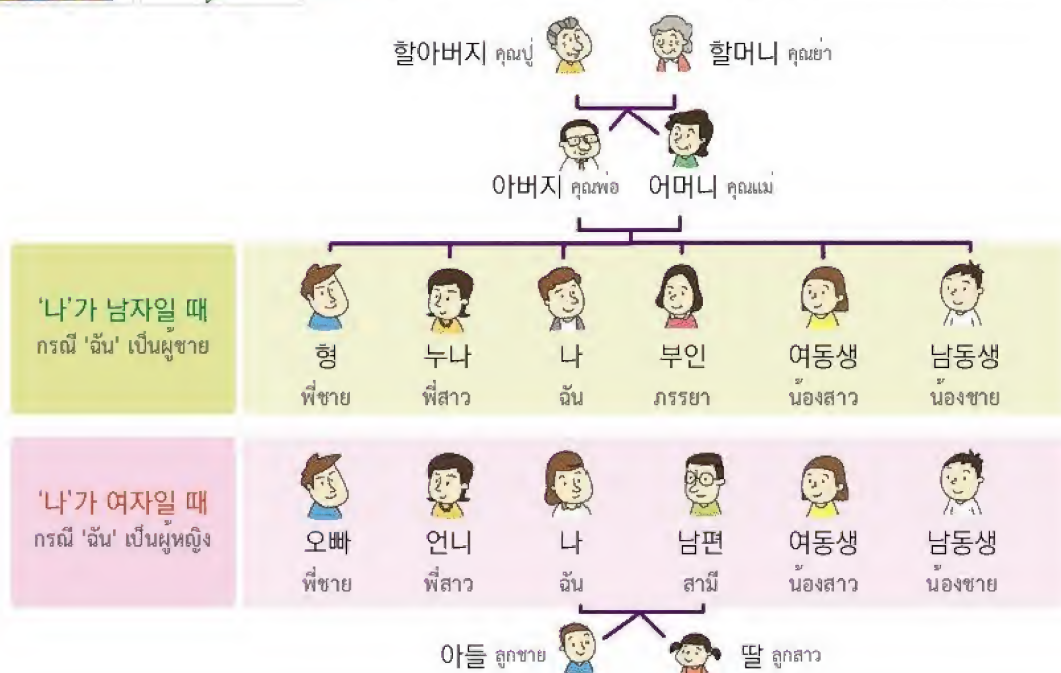 할아버지 คุณปู่ 할머니 คุณย่า
아버지 คุณพ่อ 어머니 คุณแม่
'나'가 남자일 때
กรณี 'ฉัน' เป็นผู้ชาย
형 누나 나 부인 여동생 남동생
พี่ชาย พี่สาว ฉัน ภรรยา น้องสาว น้องชาย
'나'가 여자일 때
กรณี 'ฉัน' เป็นผู้หญิง
오빠 언니 나 남편 여동생 남동생
พี่ชาย พี่สาว ฉัน สามี น้องสาว น้องชาย
아들 ลูกชาย 딸 ลูกสาว